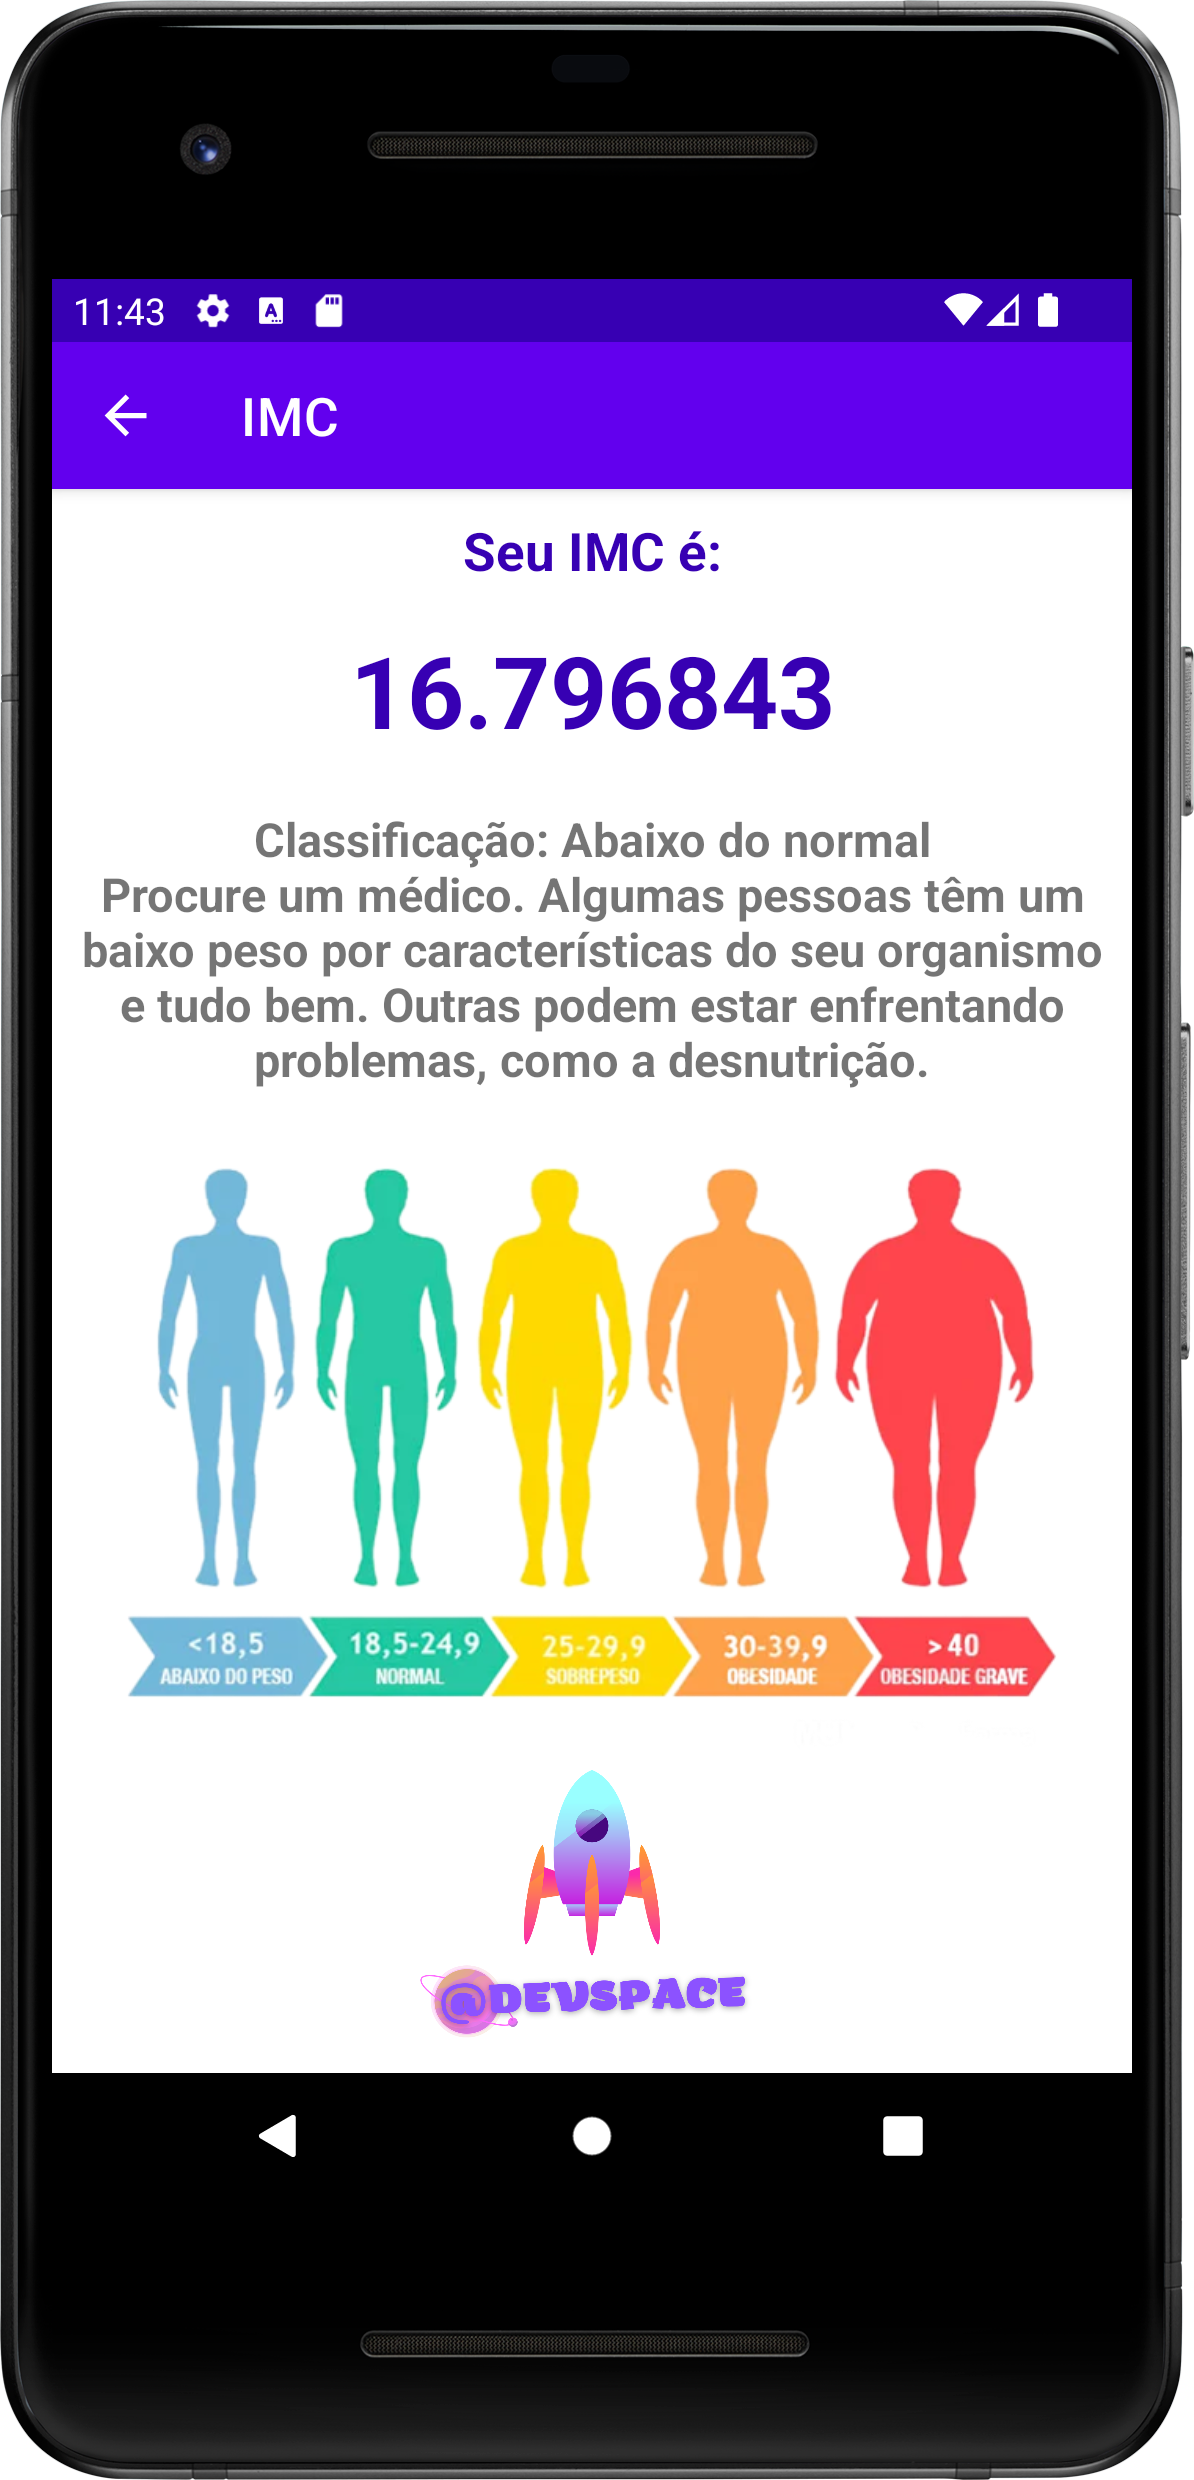 11:43
IMC
Seu IMC é:
16.796843
Classificação: Abaixo do normal
Procure um médico. Algumas pessoas têm um
baixo peso por características do seu organismo
e tudo bem. Outras podem estar enfrentando
problemas, como a desnutrição.
<18,5 18,5-24,9 25-29,9 30-39,9 >40
ABAIXO DO PESO NORMAL SOBREPESO OBESIDADE OBESIDADE GRAVE
@DEVSPACE